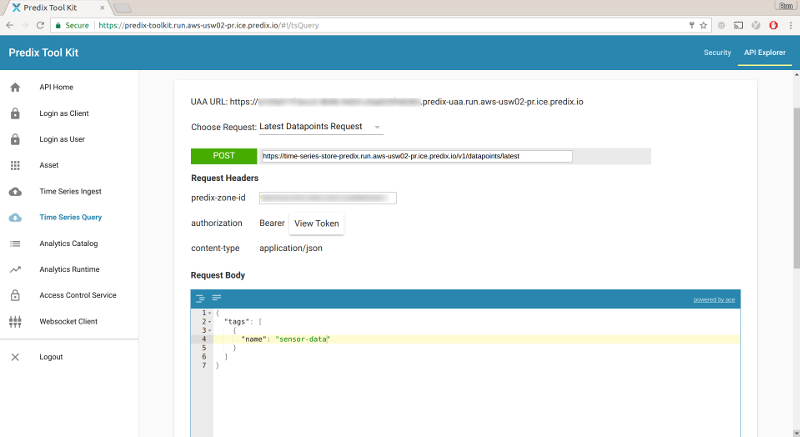 Predix Tool Kit
Bron
Secure https://predix-toolkit.run.aws-usw02-pr.ice.predix.io/#!/tsQuery
Predix Tool Kit
Security
API Explorer
API Home
Login as Client
Login as User
Asset
Time Series Ingest
Time Series Query
Analytics Catalog
Analytics Runtime
Access Control Service
Websocket Client
Logout
UAA URL: https:// .predix-uaa.run.aws-usw02-pr.ice.predix.io
Choose Request: Latest Datapoints Request
POST https://time-series-store-predix.run.aws-usw02-pr.ice.predix.io/v1/datapoints/latest
Request Headers
predix-zone-id
authorization Bearer View Token
content-type application/json
Request Body
powered by ace
1 {
2 "tags": [
3 {
4 "name": "sensor-data"
5 }
6 ]
7 }